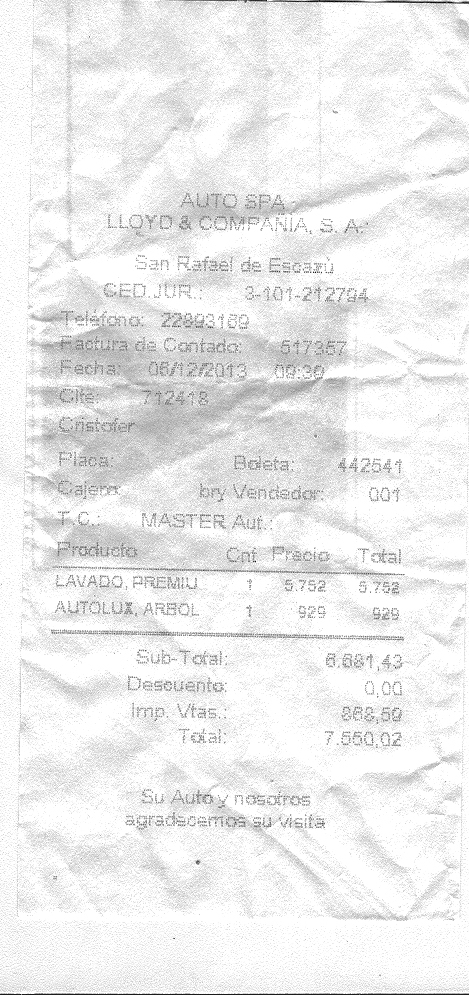 AUTO SPA
LLOYD & COMPAÑIA, S. A.
San Rafael de Escazù
CED.JUR.: 3-101-212794
Teléfono: 22893169
Factura de Contado: 517357
Fecha: 06/12/2013 09:39
Clte: 712418
Cristofer
Placa: Boleta: 442541
Cajero: bry Vendedor: 001
T.C.: MASTER Aut.:
Producto Cnt Precio Total
LAVADO, PREMIU 1 5.752 5.752
AUTOLUX, ARBOL 1 929 929
Sub-Total: 6.681,43
Descuento: 0,00
Imp. Vtas.: 868,59
Total: 7.550,02
Su Auto y nosotros
agradecemos su visita